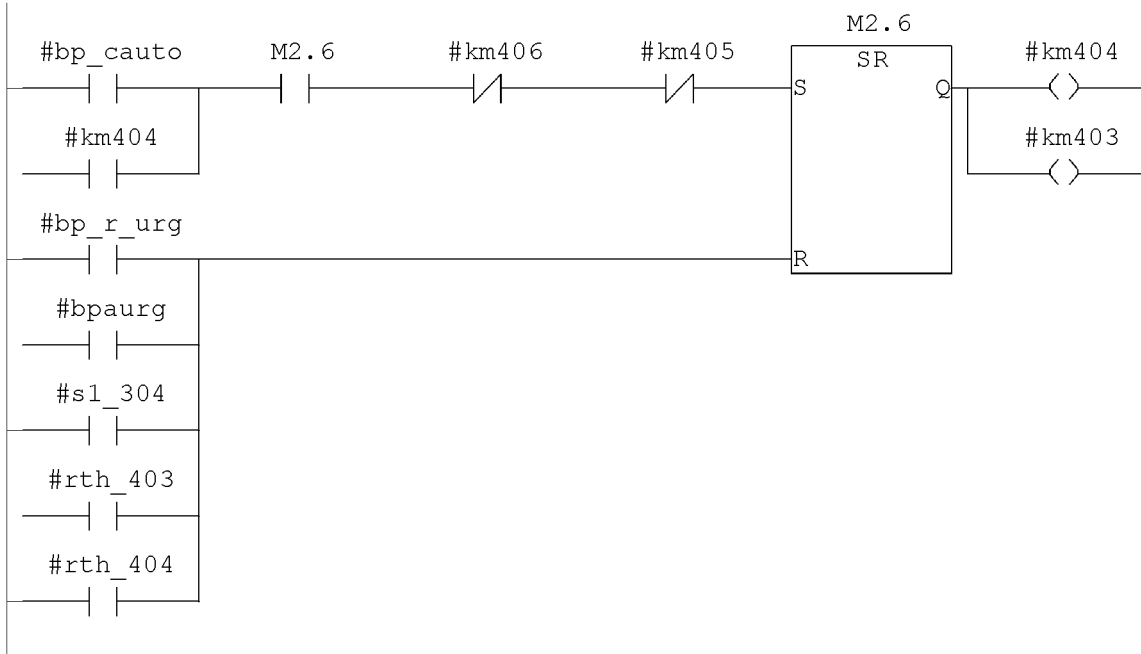 M2.6
#bp_cauto M2.6 #km406 #km405 SR #km404
S Q
#km404 #km403
#bp_r_urg
R
#bpaurg
#s1_304
#rth_403
#rth_404